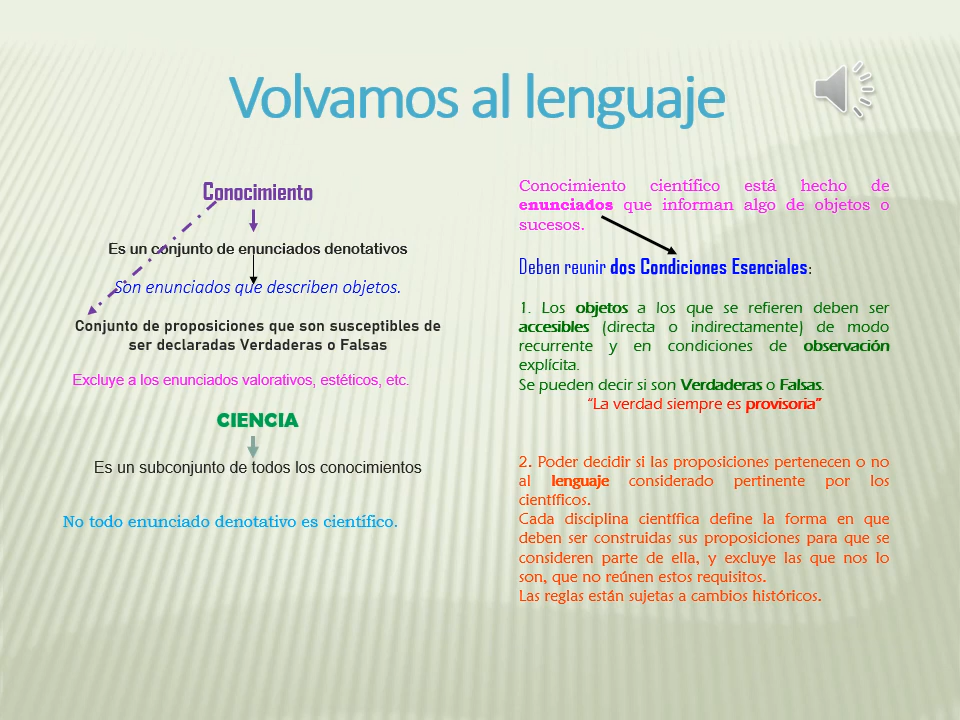 Volvamos al lenguaje
Conocimiento
Es un conjunto de enunciados denotativos
Son enunciados que describen objetos.
Conjunto de proposiciones que son susceptibles de
ser declaradas Verdaderas o Falsas
Excluye a los enunciados valorativos, estéticos, etc.
CIENCIA
Es un subconjunto de todos los conocimientos
No todo enunciado denotativo es científico.
Conocimiento científico está hecho de
enunciados que informan algo de objetos o
sucesos.
Deben reunir dos Condiciones Esenciales:
1. Los objetos a los que se refieren deben ser
accesibles (directa o indirectamente) de modo
recurrente y en condiciones de observación
explícita.
Se pueden decir si son Verdaderas o Falsas.
“La verdad siempre es provisoria”
2. Poder decidir si las proposiciones pertenecen o no
al lenguaje considerado pertinente por los
científicos.
Cada disciplina científica define la forma en que
deben ser construidas sus proposiciones para que se
consideren parte de ella, y excluye las que nos lo
son, que no reúnen estos requisitos.
Las reglas están sujetas a cambios históricos.